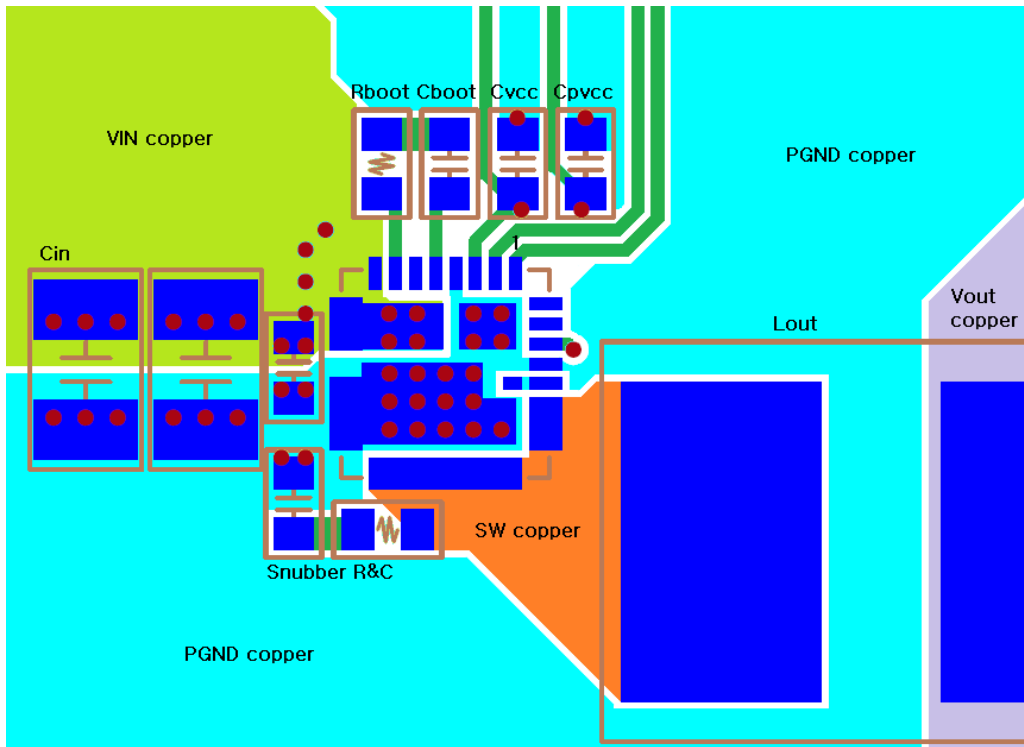 Rboot Cboot Cvcc Cpvcc
VIN copper
PGND copper
1
Cin
Vout
copper
Lout
SW copper
Snubber R&C
PGND copper